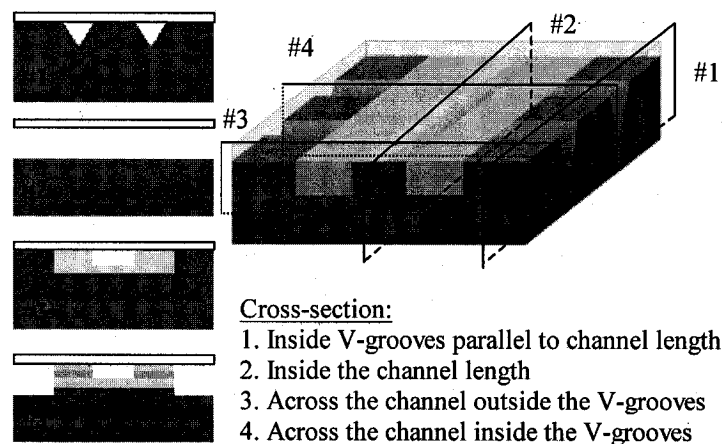 #4
#2
#1
#3
Cross-section:
1. Inside V-grooves parallel to channel length
2. Inside the channel length
3. Across the channel outside the V-grooves
4. Across the channel inside the V-grooves